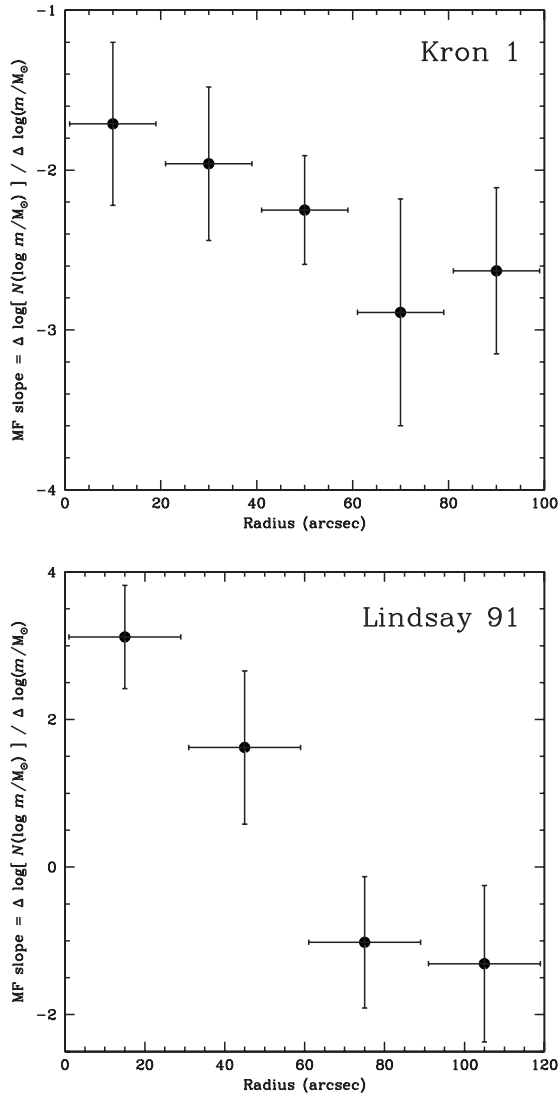 Kron 1
MF slope = Δ log[ N(log m/M⊙) ] / Δ log(m/M⊙)
−1
−2
−3
−4
0 20 40 60 80 100
Radius (arcsec)
Lindsay 91
MF slope = Δ log[ N(log m/M⊙) ] / Δ log(m/M⊙)
4
2
0
−2
0 20 40 60 80 100 120
Radius (arcsec)